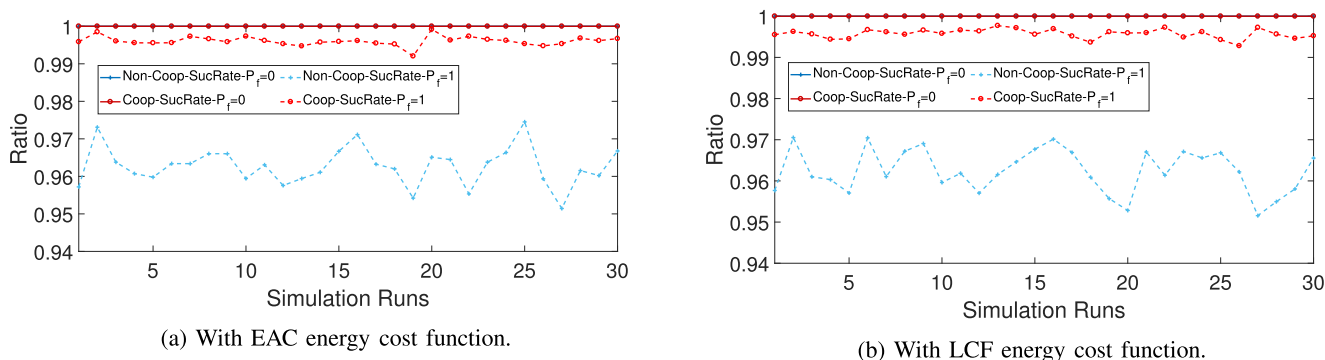 1
0.99
0.98
0.97
0.96
0.95
0.94
Ratio
Non-Coop-SucRate-P_f=0
Non-Coop-SucRate-P_f=1
Coop-SucRate-P_f=0
Coop-SucRate-P_f=1
5 10 15 20 25 30
Simulation Runs
(a) With EAC energy cost function.
1
0.99
0.98
0.97
0.96
0.95
0.94
Ratio
Non-Coop-SucRate-P_f=0
Non-Coop-SucRate-P_f=1
Coop-SucRate-P_f=0
Coop-SucRate-P_f=1
5 10 15 20 25 30
Simulation Runs
(b) With LCF energy cost function.